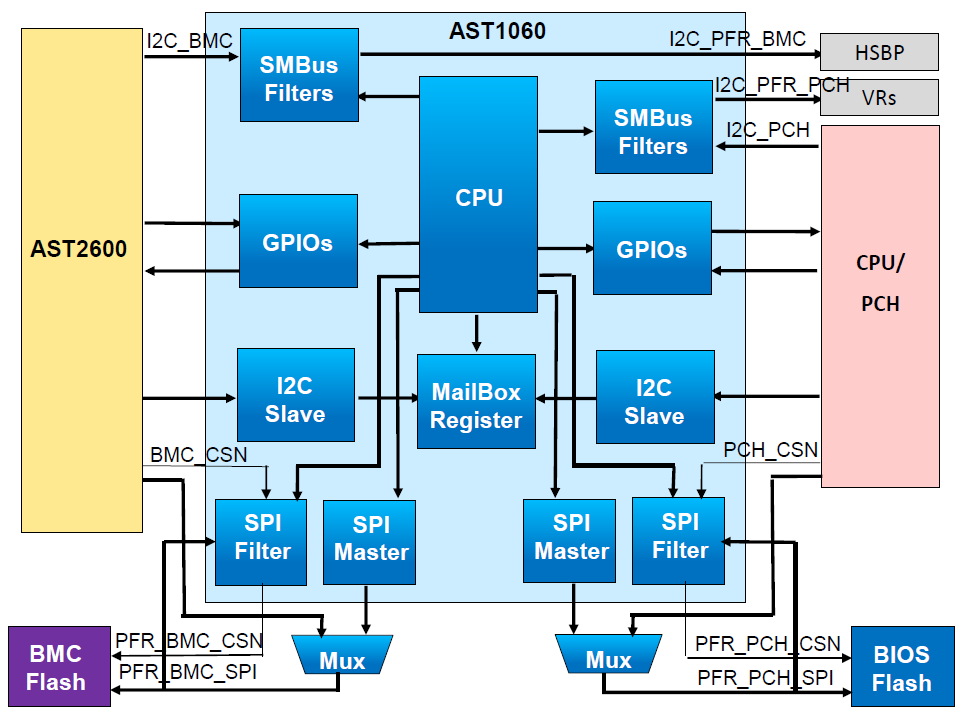 AST1060
I2C_BMC
SMBus
Filters
I2C_PFR_BMC
HSBP
I2C_PFR_PCH
VRs
SMBus
Filters
I2C_PCH
CPU
AST2600
GPIOs
GPIOs
CPU/
PCH
I2C
Slave
MailBox
Register
I2C
Slave
BMC_CSN
PCH_CSN
SPI
Filter
SPI
Master
SPI
Master
SPI
Filter
BMC
Flash
PFR_BMC_CSN
PFR_BMC_SPI
Mux
Mux
PFR_PCH_CSN
PFR_PCH_SPI
BIOS
Flash